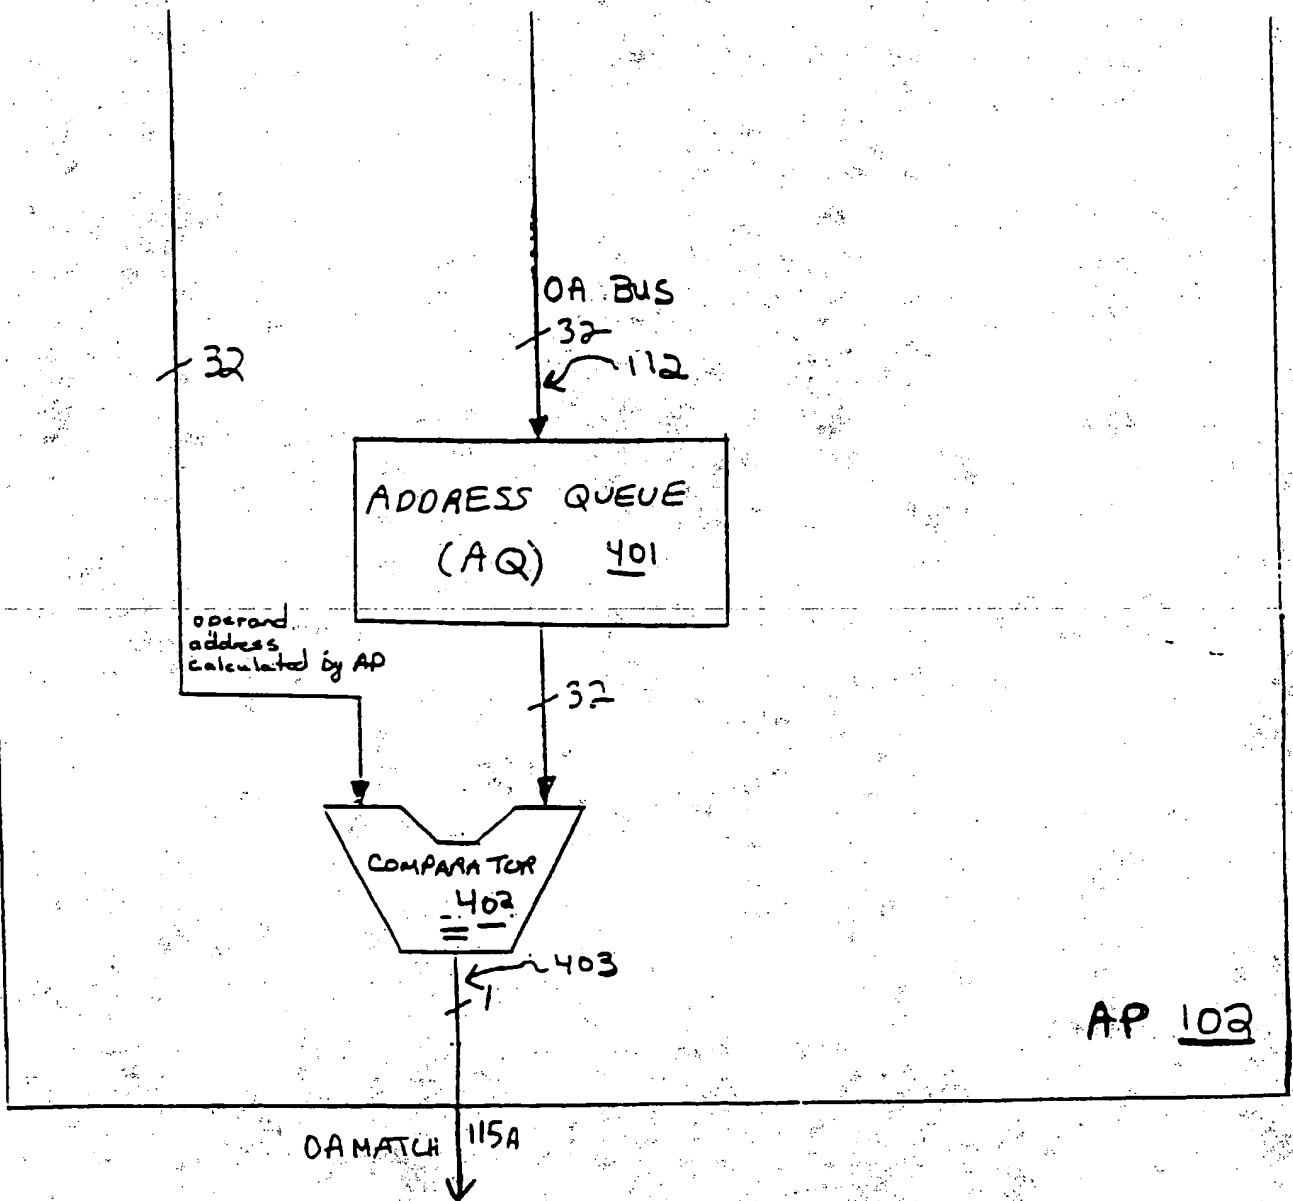 OA BUS
32
32
112
ADDRESS QUEUE
(AQ) 401
operand
address
calculated by AP
32
COMPARATOR
= 402
403
1
AP 102
OA MATCH 115A